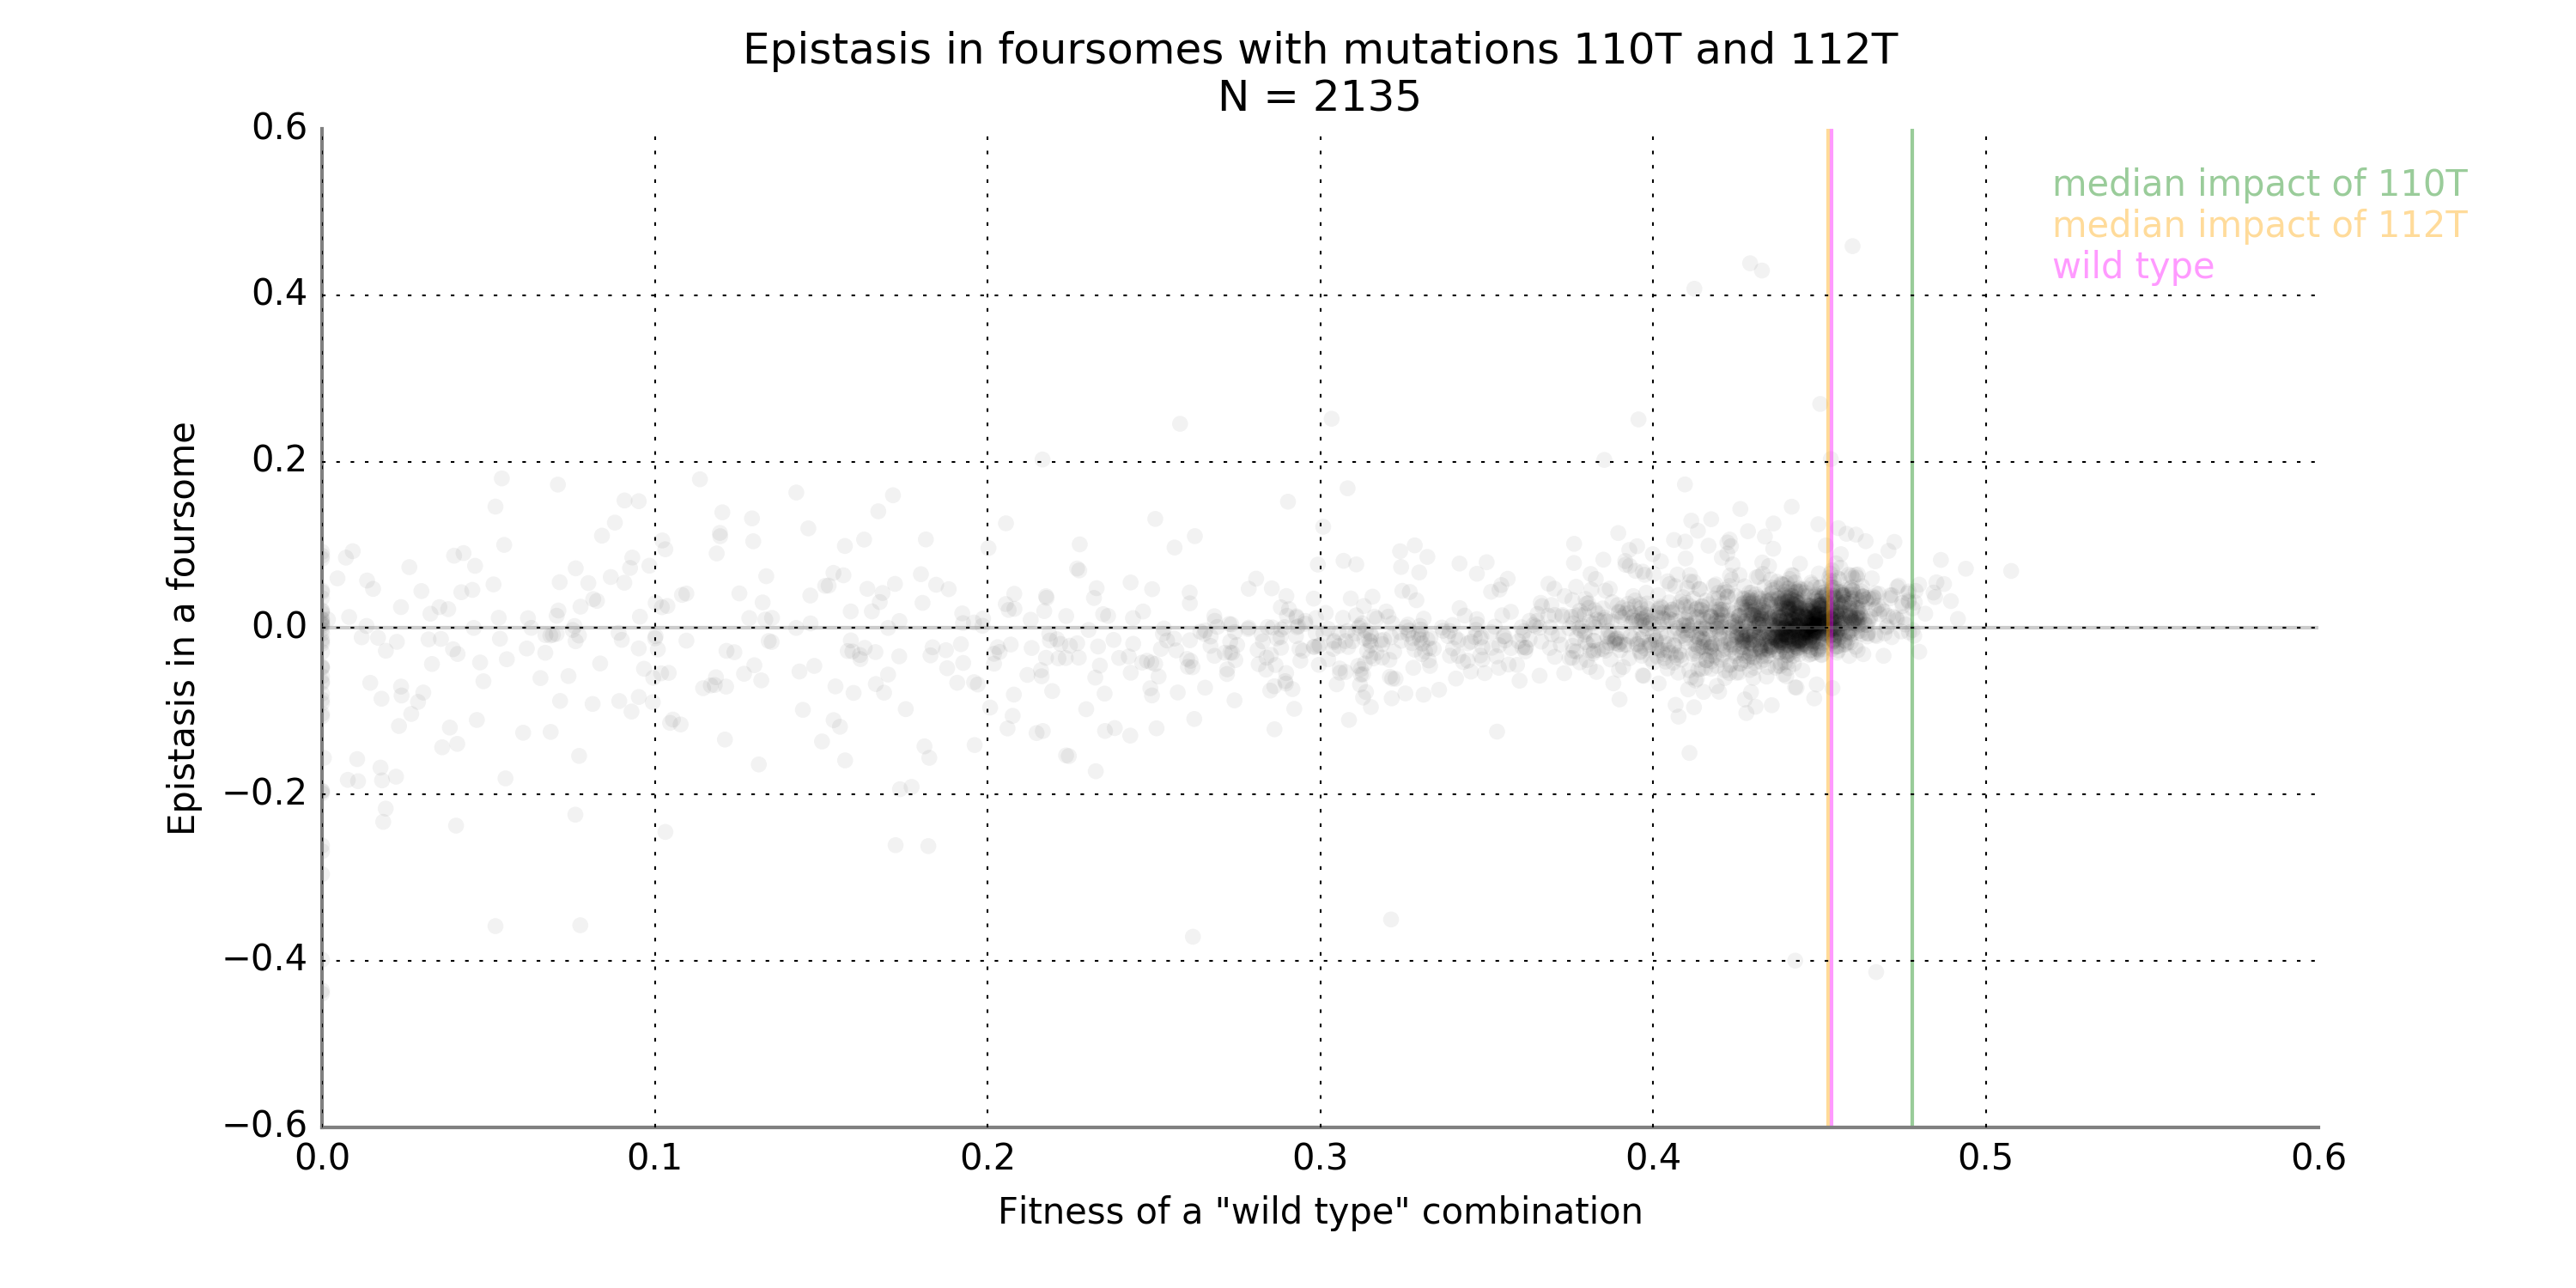 Epistasis in foursomes with mutations 110T and 112T
N = 2135
0.6
0.4
0.2
0.0
−0.2
−0.4
−0.6
Epistasis in a foursome
median impact of 110T
median impact of 112T
wild type
0.0 0.1 0.2 0.3 0.4 0.5 0.6
Fitness of a "wild type" combination